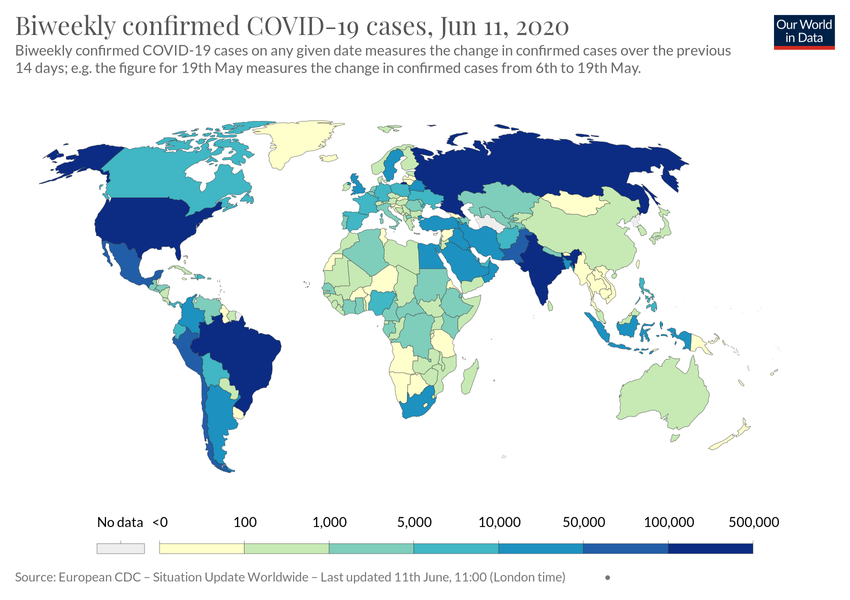 Biweekly confirmed COVID-19 cases, Jun 11, 2020
Our World
in Data
Biweekly confirmed COVID-19 cases on any given date measures the change in confirmed cases over the previous
14 days; e.g. the figure for 19th May measures the change in confirmed cases from 6th to 19th May.
No data <0 100 1,000 5,000 10,000 50,000 100,000 500,000
Source: European CDC – Situation Update Worldwide – Last updated 11th June, 11:00 (London time) •